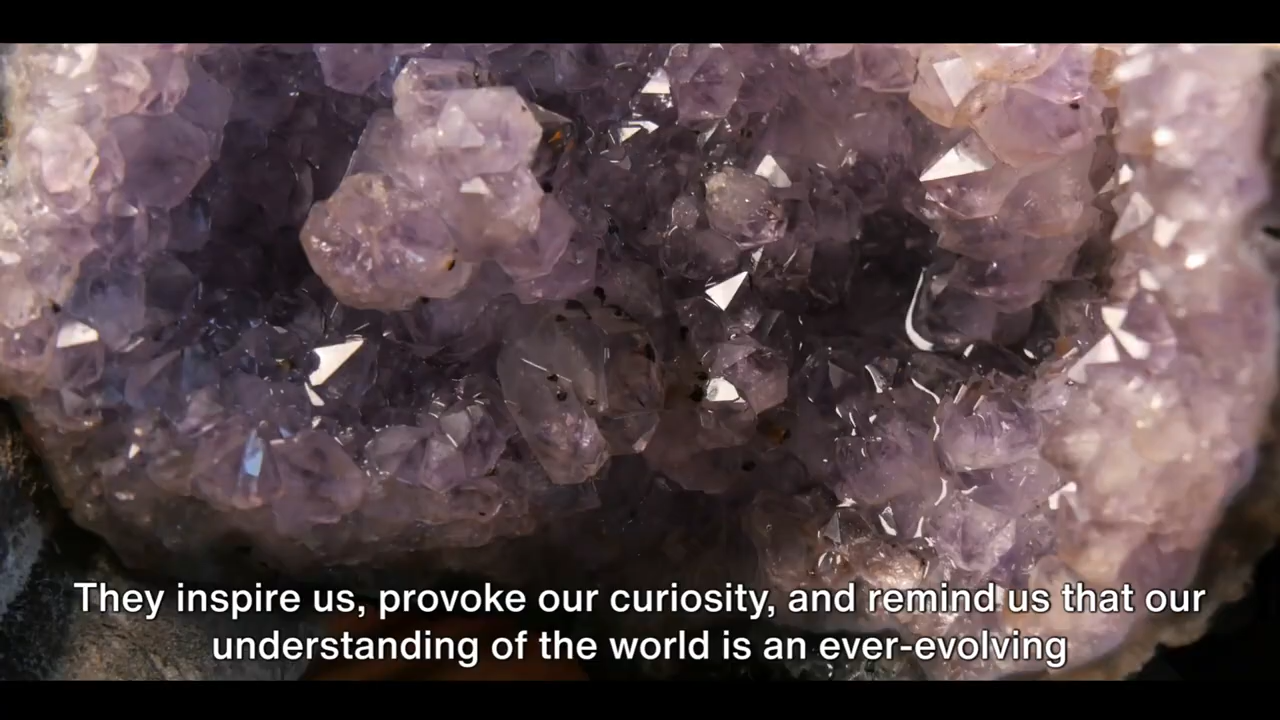 They inspire us, provoke our curiosity, and remind us that our
understanding of the world is an ever-evolving